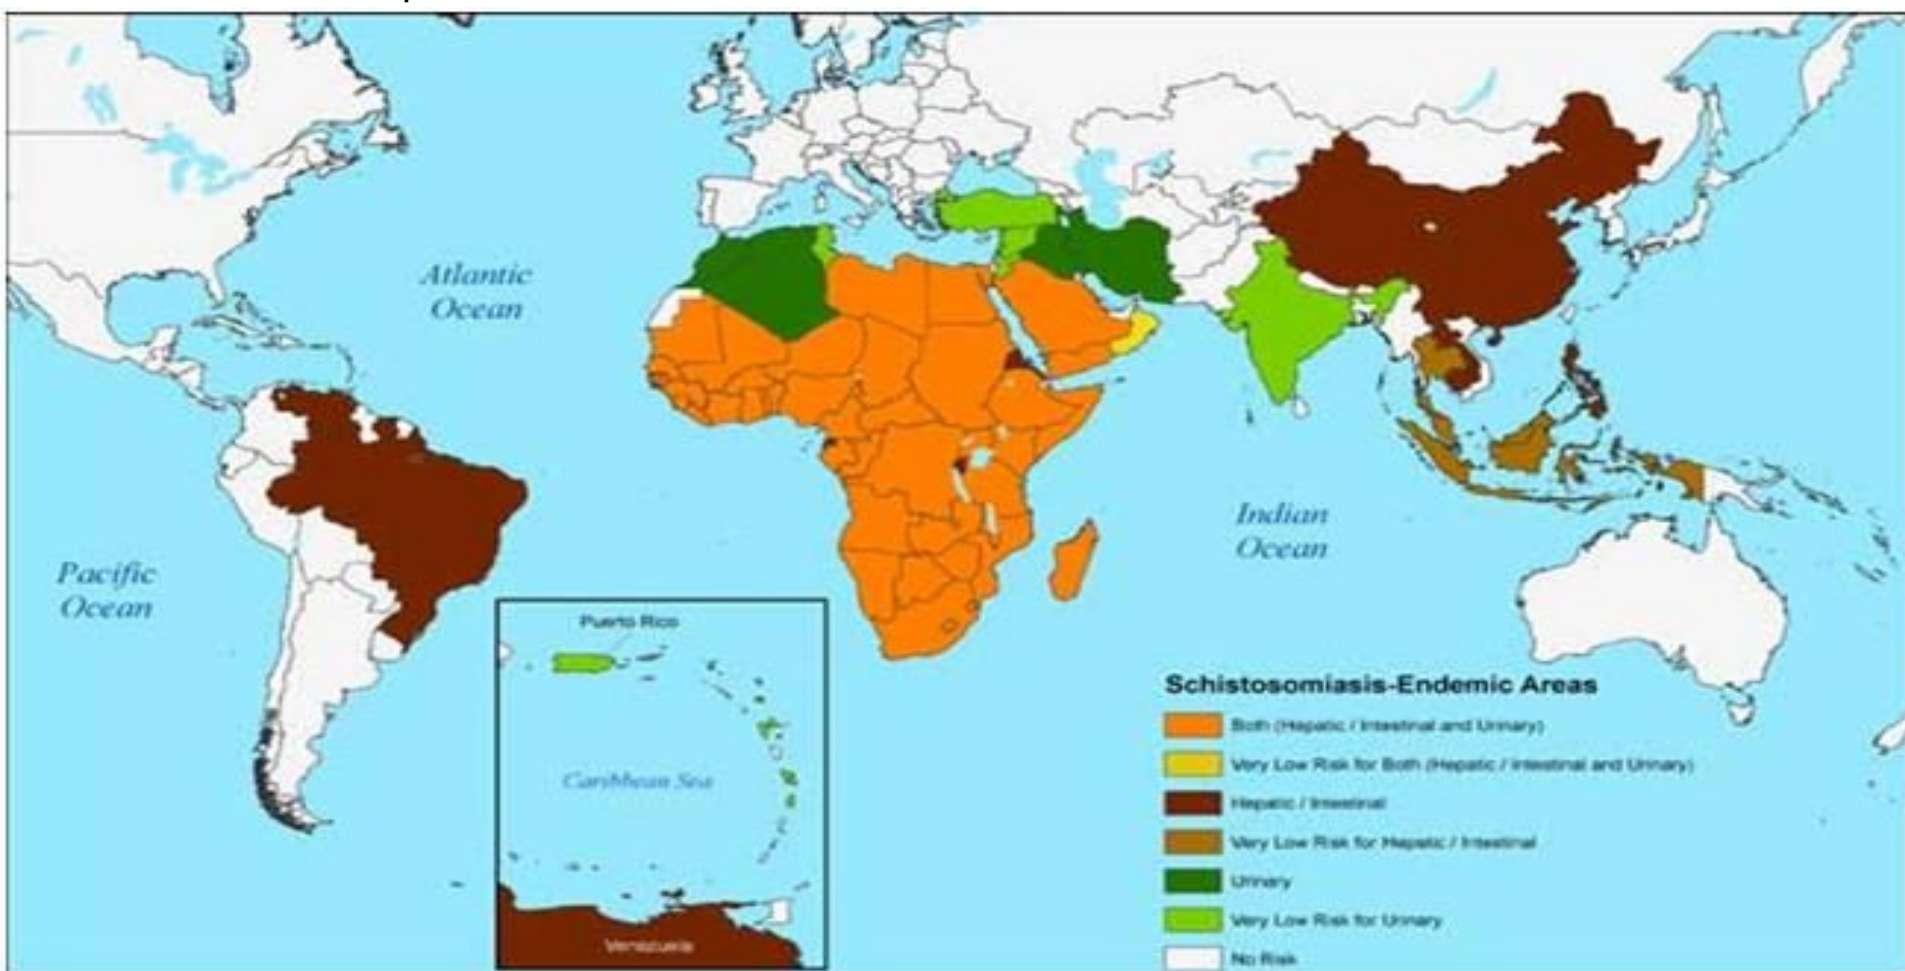 Atlantic
Ocean
Pacific
Ocean
Indian
Ocean
Puerto Rico
Caribbean Sea
Venezuela
Schistosomiasis-Endemic Areas
Both (Hepatic / Intestinal and Urinary)
Very Low Risk for Both (Hepatic / Intestinal and Urinary)
Hepatic / Intestinal
Very Low Risk for Hepatic / Intestinal
Urinary
Very Low Risk for Urinary
No Risk